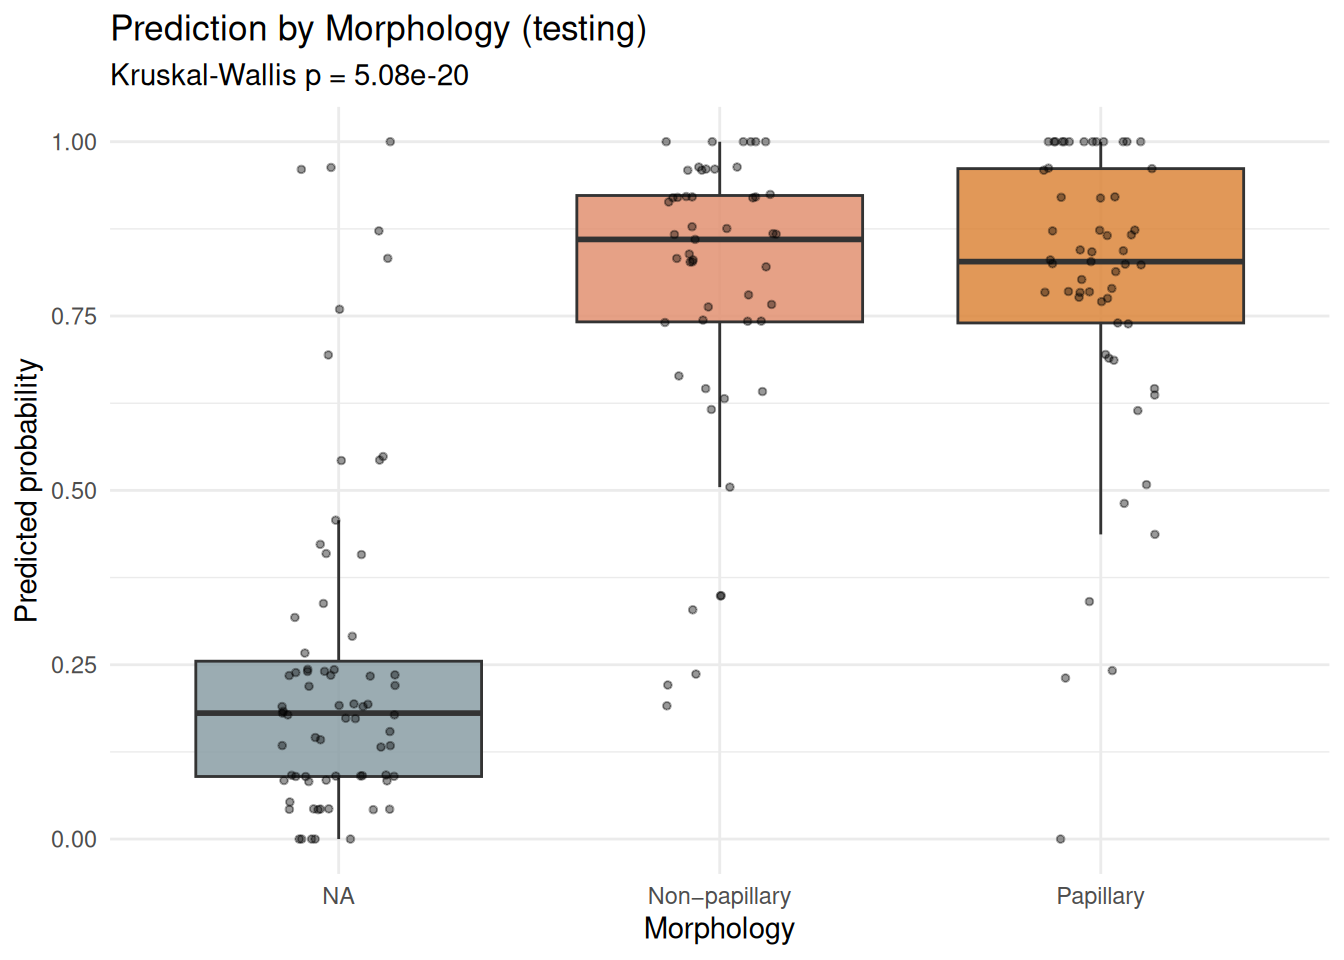 Prediction by Morphology (testing)
Kruskal-Wallis p = 5.08e-20
1.00
0.75
0.50
0.25
0.00
Predicted probability
NA
Non−papillary
Papillary
Morphology